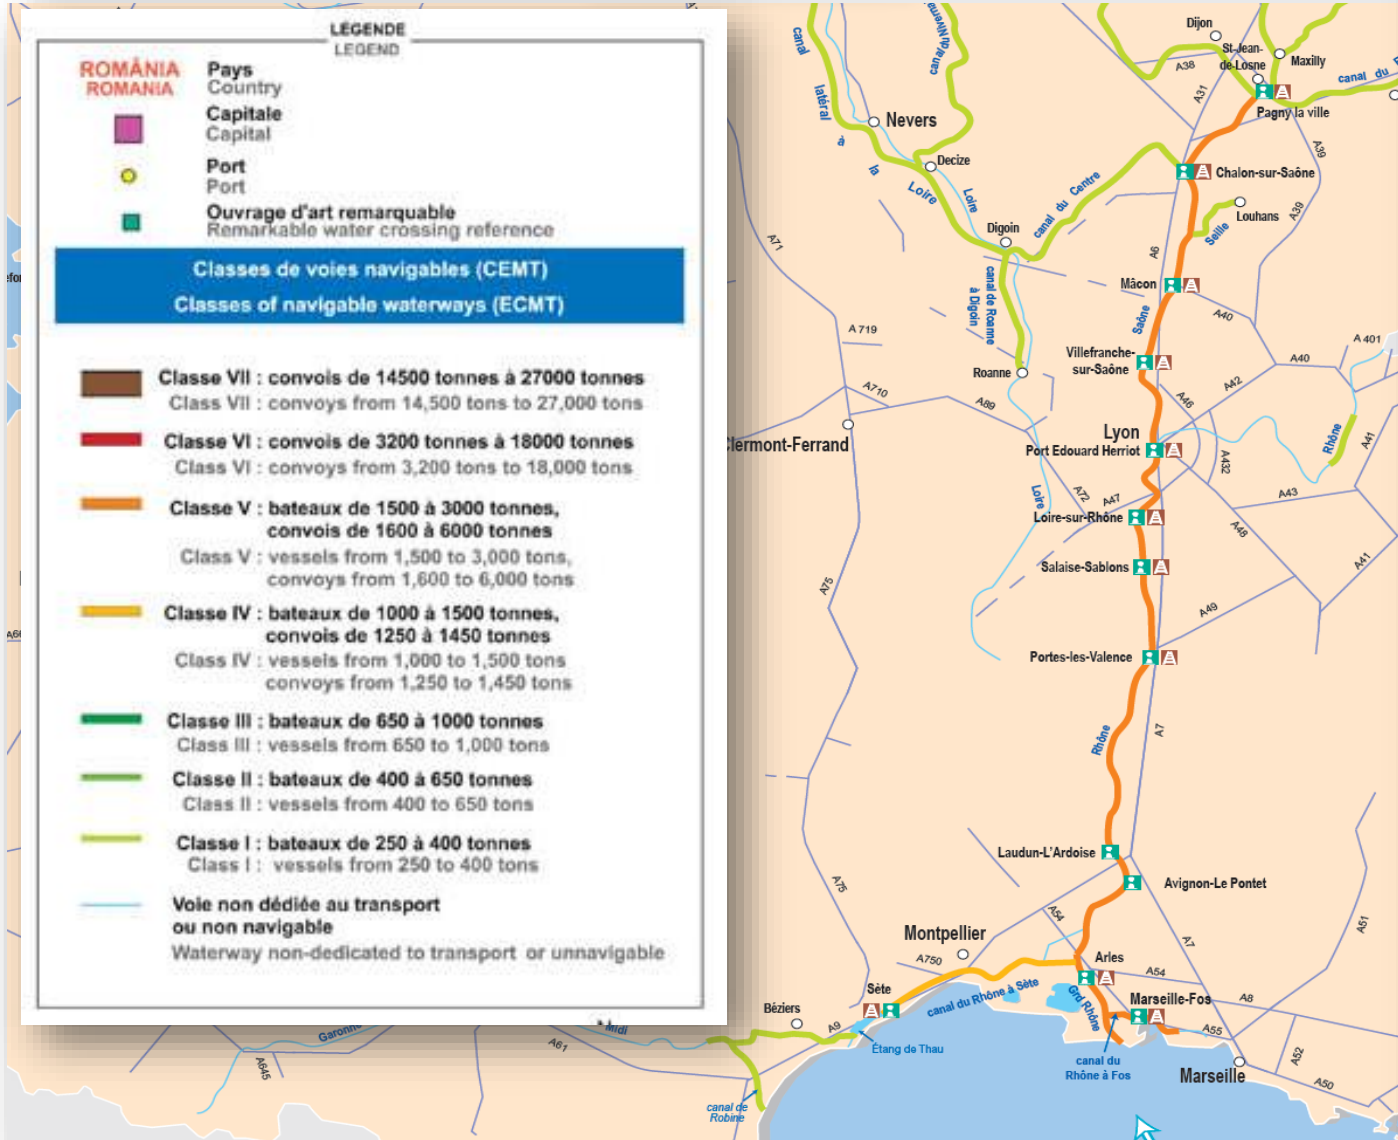 LÉGENDE
LEGEND
ROMÂNIA
ROMANIA
Pays
Country
Capitale
Capital
Port
Port
Ouvrage d'art remarquable
Remarkable water crossing reference
Classes de voies navigables (CEMT)
Classes of navigable waterways (ECMT)
Classe VII : convois de 14500 tonnes à 27000 tonnes
Class VII : convoys from 14,500 tons to 27,000 tons
Classe VI : convois de 3200 tonnes à 18000 tonnes
Class VI : convoys from 3,200 tons to 18,000 tons
Classe V : bateaux de 1500 à 3000 tonnes,
convois de 1600 à 6000 tonnes
Class V : vessels from 1,500 to 3,000 tons,
convoys from 1,600 to 6,000 tons
Classe IV : bateaux de 1000 à 1500 tonnes,
convois de 1250 à 1450 tonnes
Class IV : vessels from 1,000 to 1,500 tons
convoys from 1,250 to 1,450 tons
Classe III : bateaux de 650 à 1000 tonnes
Class III : vessels from 650 to 1,000 tons
Classe II : bateaux de 400 à 650 tonnes
Class II : vessels from 400 to 650 tons
Classe I : bateaux de 250 à 400 tonnes
Class I : vessels from 250 to 400 tons
Voie non dédiée au transport
ou non navigable
Waterway non-dedicated to transport or unnavigable
canal
latéral
à
la
Loire
Loire
Nevers
Decize
Digoin
canal du Centre
canal de Roanne
à Digoin
Roanne
Dijon
St-Jean-
de-Losne
Maxilly
A38
A31
canal du
Pagny la ville
A39
Chalon-sur-Saône
Louhans
A39
Seille
A6
Mâcon
Saône
A40
A71
A 719
Villefranche-
sur-Saône
A40
A 401
A42
A710
A89
A46
Lyon
Port Edouard Herriot
Clermont-Ferrand
A432
Rhône
A41
A72
A47
A43
Loire
Loire-sur-Rhône
A48
Salaise-Sablons
A41
A75
A49
Portes-les-Valence
Rhône
A7
Laudun-L'Ardoise
A75
Avignon-Le Pontet
A54
A51
Montpellier
A7
A750
Arles
A54
Sète
canal du Rhône à Sète
Grd Rhône
Marseille-Fos
A8
Béziers
A9
A55
Étang de Thau
canal du
Rhône à Fos
Marseille
A52
A50
Garonne
Midi
A61
A645
canal de
Robine